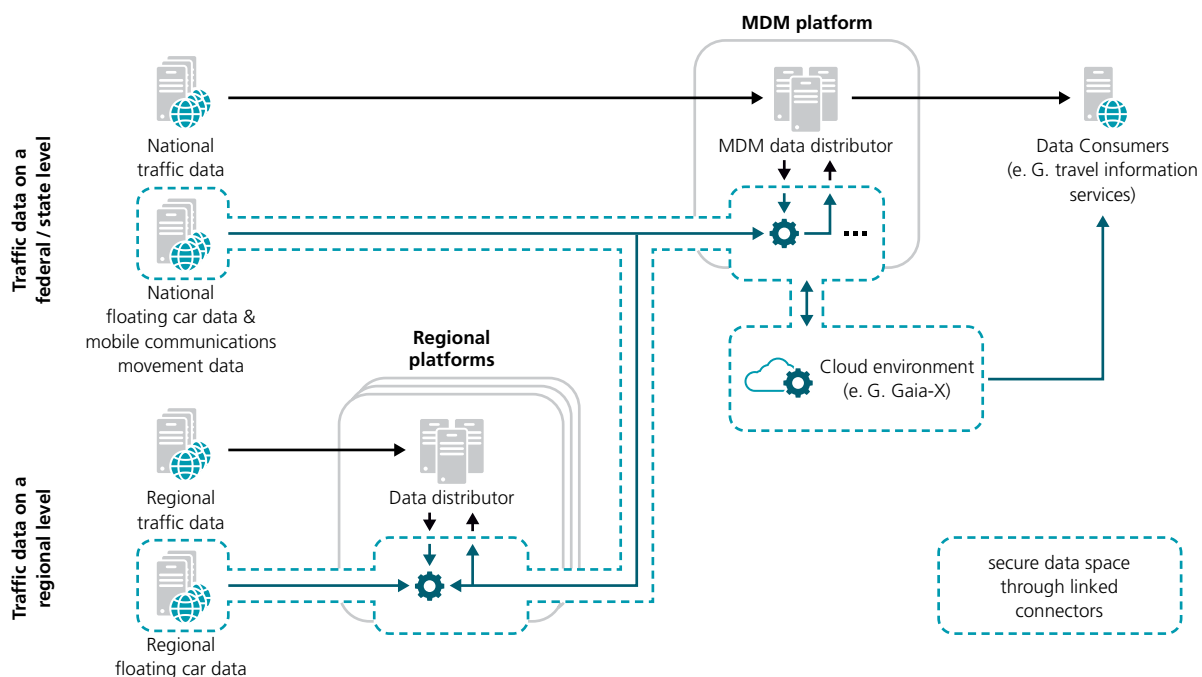 MDM platform
Traffic data on a
federal / state level
National
traffic data
MDM data distributor
Data Consumers
(e. G. travel information
services)
National
floating car data &
mobile communications
movement data
Cloud environment
(e. G. Gaia-X)
Regional
platforms
Traffic data on a
regional level
Regional
traffic data
Data distributor
Regional
floating car data
secure data space
through linked
connectors